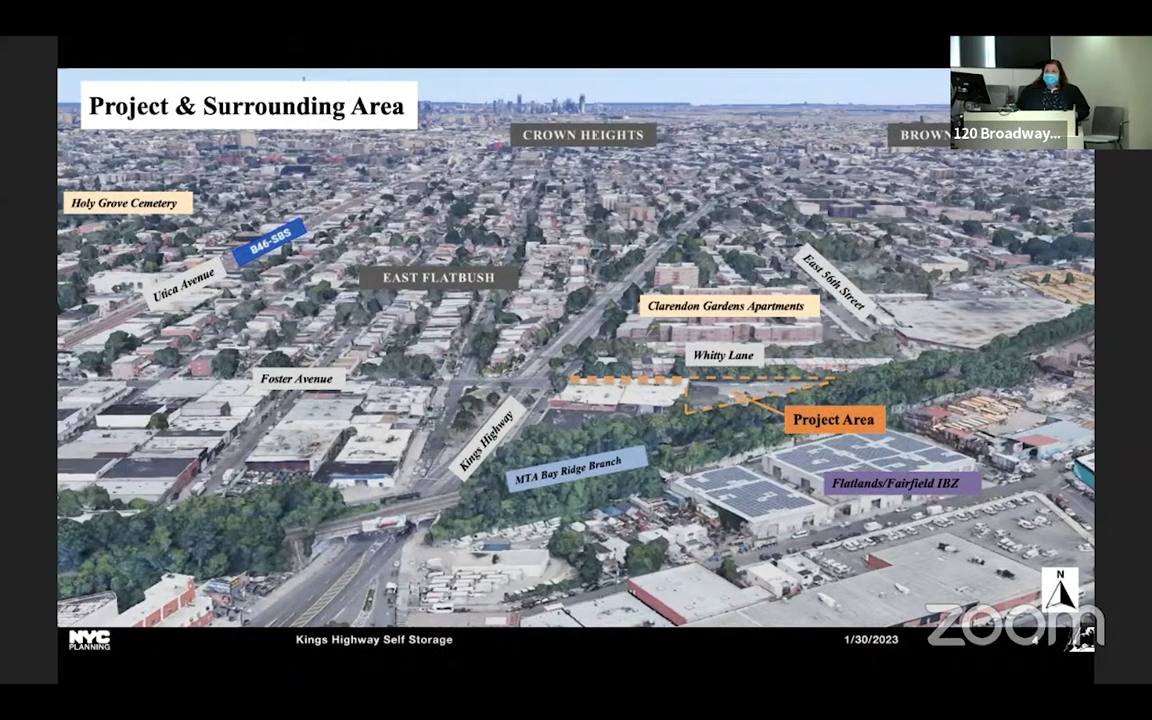 Project & Surrounding Area
CROWN HEIGHTS
BROWN
120 Broadway...
Holy Grove Cemetery
B46-SBS
Utica Avenue
EAST FLATBUSH
East 56th Street
Clarendon Gardens Apartments
Whitty Lane
Foster Avenue
Kings Highway
Project Area
MTA Bay Ridge Branch
Flatlands/Fairfield IBZ
N
NYC
PLANNING
Kings Highway Self Storage
1/30/2023
4
zoom